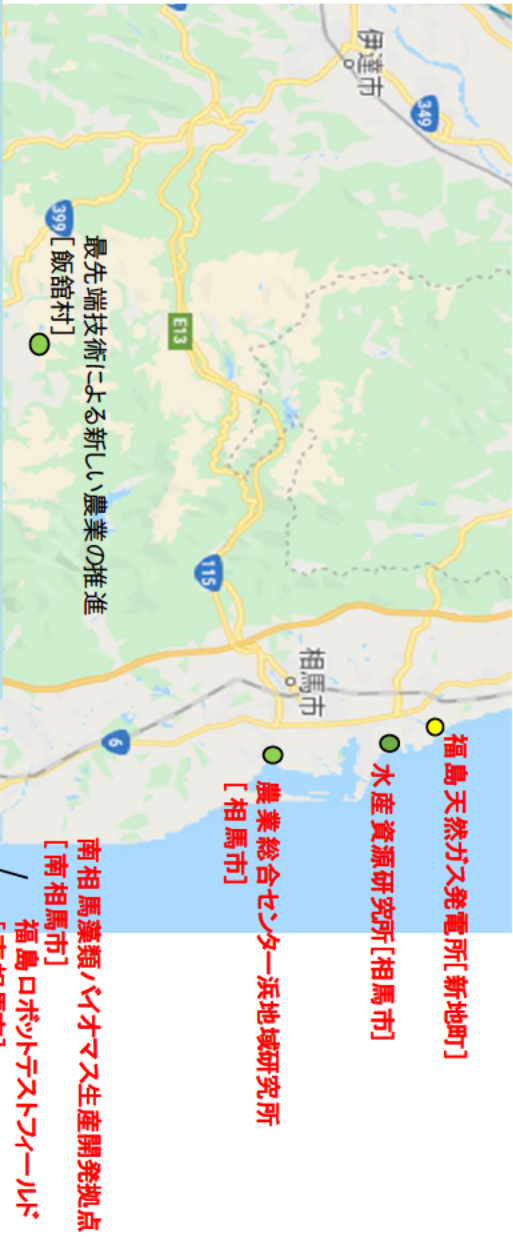 伊達市
349
399
最先端技術による新しい農業の推進
[飯舘村]
E13
115
相馬市
6
福島天然ガス発電所[新地町]
水産資源研究所[相馬市]
農業総合センター浜地域研究所
[相馬市]
南相馬藻類バイオマス生産開発拠点
[南相馬市]
福島ロボットテストフィールド
[南相馬市]